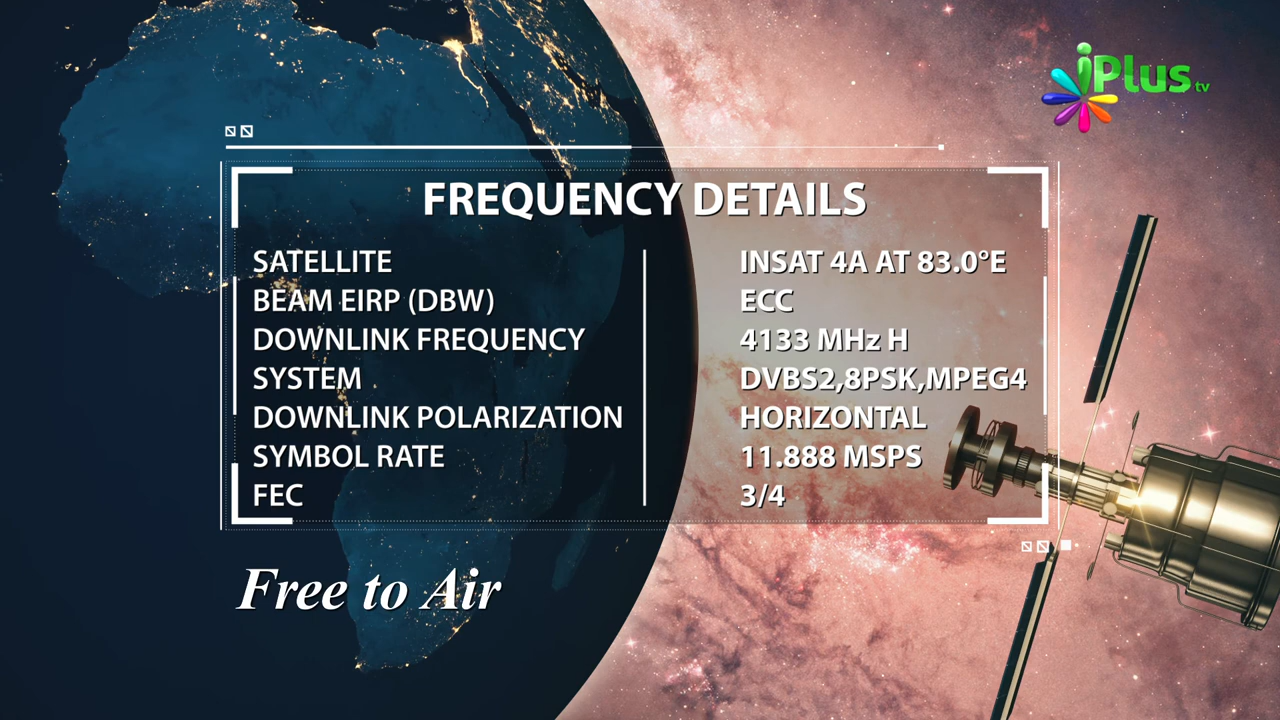 iPlus tv
FREQUENCY DETAILS
SATELLITE INSAT 4A AT 83.0°E
BEAM EIRP (DBW) ECC
DOWNLINK FREQUENCY 4133 MHz H
SYSTEM DVBS2,8PSK,MPEG4
DOWNLINK POLARIZATION HORIZONTAL
SYMBOL RATE 11.888 MSPS
FEC 3/4
Free to Air